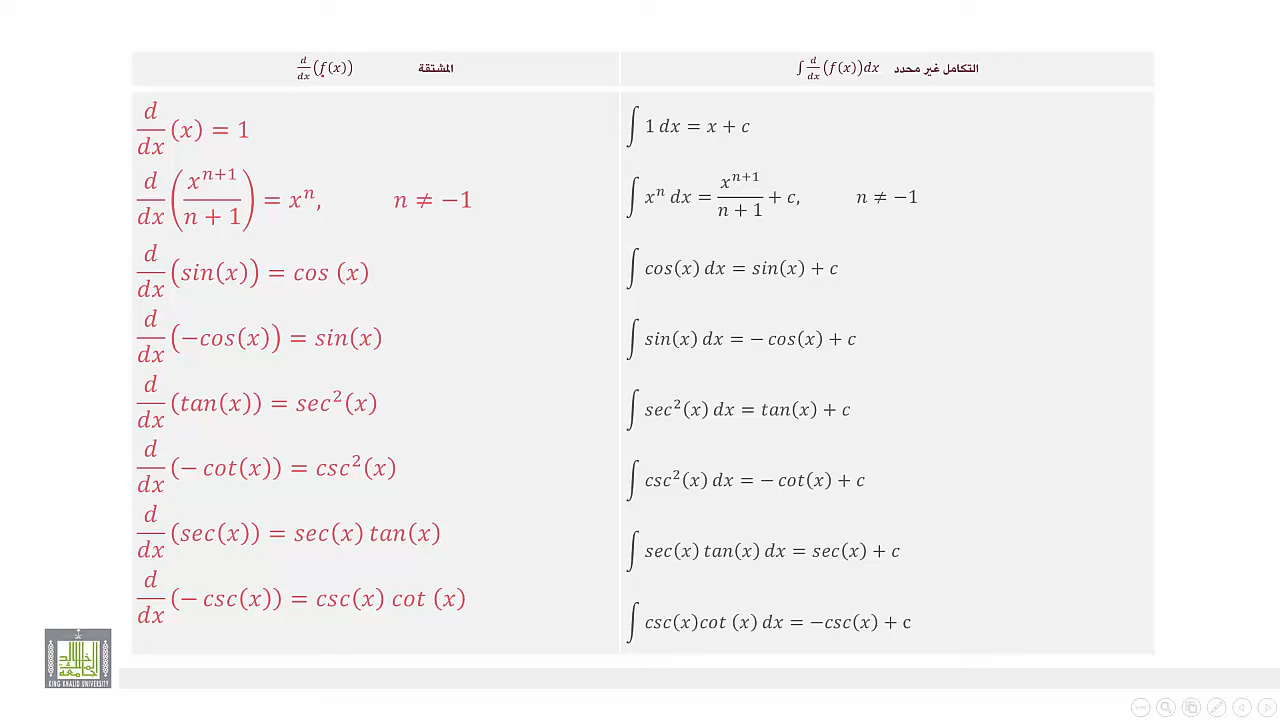 d/dx (f(x)) المشتقة
∫ d/dx (f(x)) dx التكامل غير محدد
d/dx (x) = 1
∫ 1 dx = x + c
d/dx (x^(n+1)/(n + 1)) = x^n, n ≠ −1
∫ x^n dx = x^(n+1)/(n + 1) + c, n ≠ −1
d/dx (sin(x)) = cos (x)
∫ cos(x) dx = sin(x) + c
d/dx (−cos(x)) = sin(x)
∫ sin(x) dx = − cos(x) + c
d/dx (tan(x)) = sec²(x)
∫ sec²(x) dx = tan(x) + c
d/dx (− cot(x)) = csc²(x)
∫ csc²(x) dx = − cot(x) + c
d/dx (sec(x)) = sec(x) tan(x)
∫ sec(x) tan(x) dx = sec(x) + c
d/dx (− csc(x)) = csc(x) cot (x)
∫ csc(x)cot (x) dx = −csc(x) + c
جامعة الملك خالد
KING KHALID UNIVERSITY